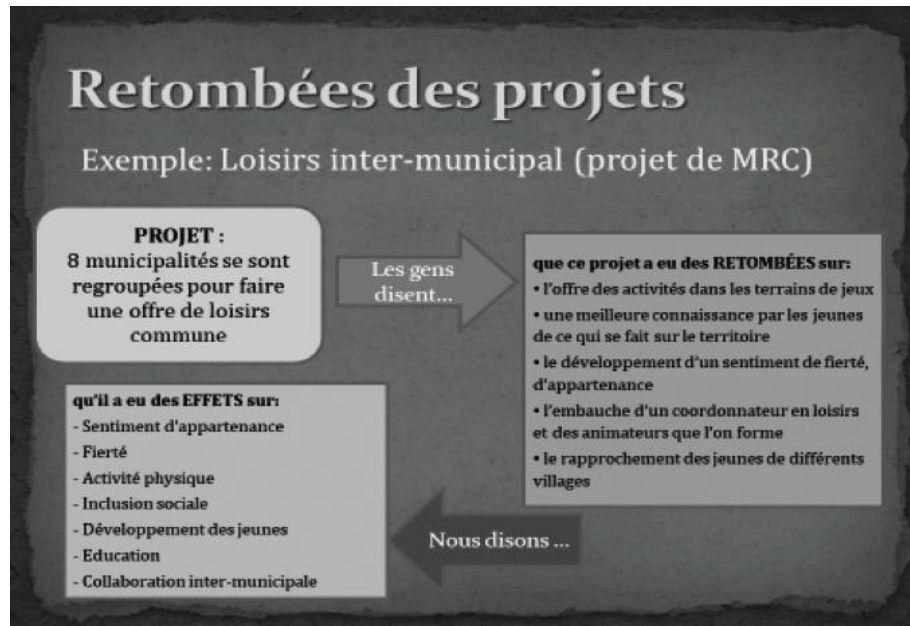 Retombées des projets
Exemple: Loisirs inter-municipal (projet de MRC)
PROJET :
8 municipalités se sont
regroupées pour faire
une offre de loisirs
commune
Les gens
disent...
que ce projet a eu des RETOMBÉES sur:
• l'offre des activités dans les terrains de jeux
• une meilleure connaissance par les jeunes
de ce qui se fait sur le territoire
• le développement d'un sentiment de fierté,
d'appartenance
• l'embauche d'un coordonnateur en loisirs
et des animateurs que l'on forme
• le rapprochement des jeunes de différents
villages
Nous disons ...
qu'il a eu des EFFETS sur:
- Sentiment d'appartenance
- Fierté
- Activité physique
- Inclusion sociale
- Développement des jeunes
- Education
- Collaboration inter-municipale